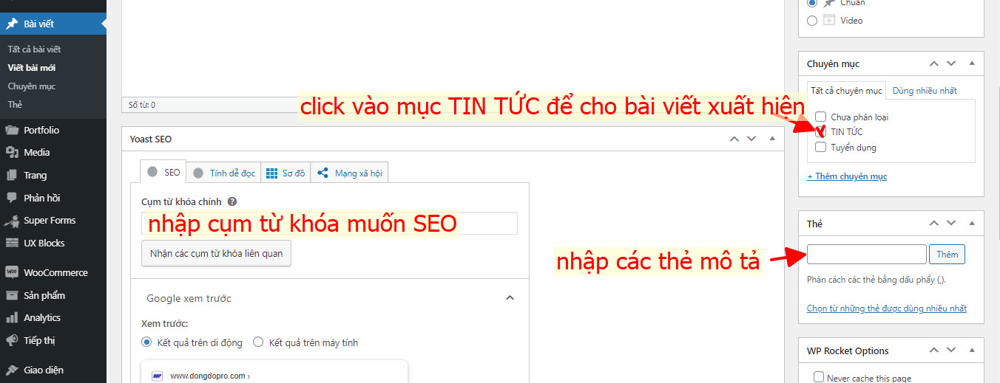 Bài viết
Tất cả bài viết
Viết bài mới
Chuyên mục
Thẻ
Portfolio
Media
Trang
Phản hồi
Super Forms
UX Blocks
WooCommerce
Sản phẩm
Analytics
Tiếp thị
Giao diện
Số từ: 0
click vào mục TIN TỨC để cho bài viết xuất hiện
Yoast SEO
SEO
Tính dễ đọc
Sơ đồ
Mạng xã hội
Cụm từ khóa chính
nhập cụm từ khóa muốn SEO
Nhận các cụm từ khóa liên quan
Google xem trước
Xem trước:
Kết quả trên di động
Kết quả trên máy tính
www.dongdopro.com ›
Chuẩn
Video
Chuyên mục
Tất cả chuyên mục
Dùng nhiều nhất
Chưa phân loại
TIN TỨC
Tuyển dụng
+ Thêm chuyên mục
Thẻ
nhập các thẻ mô tả
Thêm
Phân cách các thẻ bằng dấu phẩy (,).
Chọn từ những thẻ được dùng nhiều nhất
WP Rocket Options
Never cache this page